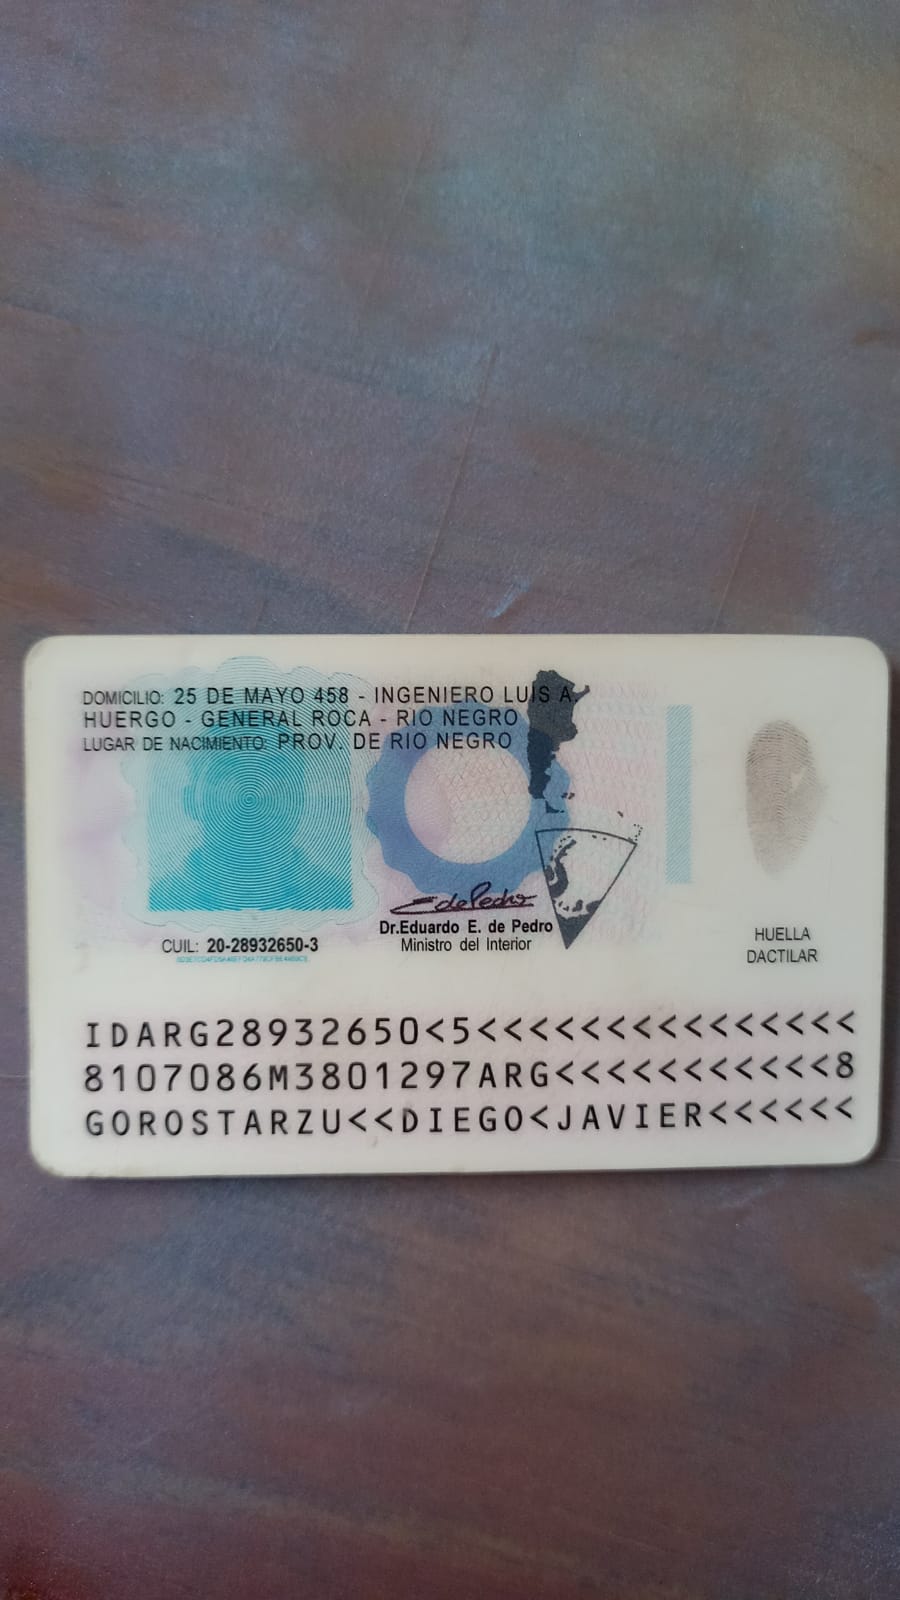 DOMICILIO: 25 DE MAYO 458 - INGENIERO LUIS A.
HUERGO - GENERAL ROCA - RIO NEGRO
LUGAR DE NACIMIENTO: PROV. DE RIO NEGRO
EdePedro
Dr.Eduardo E. de Pedro
Ministro del Interior
CUIL: 20-28932650-3
HUELLA
DACTILAR
IDARG28932650<5<<<<<<<<<<<<<<<
8107086M3801297ARG<<<<<<<<<<<8
GOROSTARZU<<DIEGO<JAVIER<<<<<<